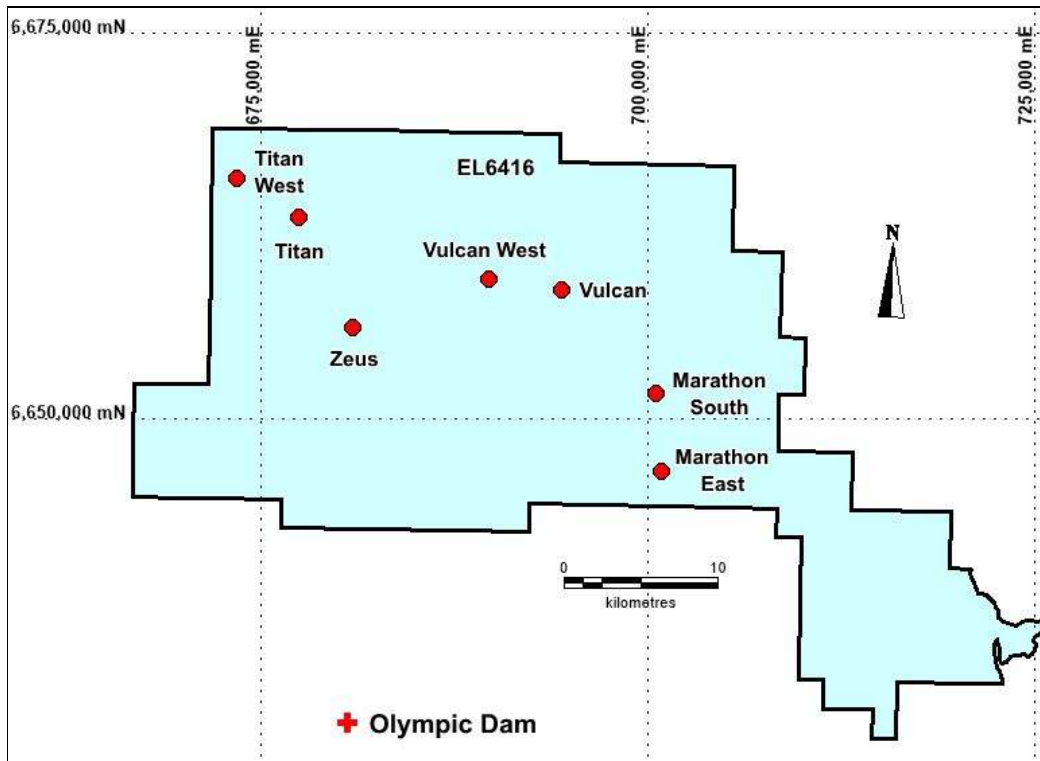 6,675,000 mN
675,000 mE
700,000 mE
725,000 mE
Titan
West
EL6416
Titan
Vulcan West
Vulcan
N
Zeus
Marathon
South
6,650,000 mN
Marathon
East
0 10
kilometres
Olympic Dam